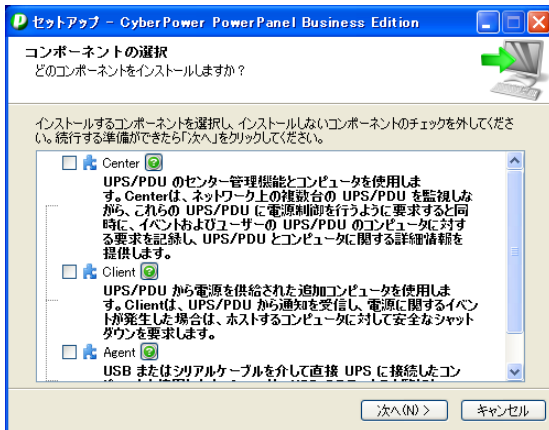 セットアップ - CyberPower PowerPanel Business Edition
コンポーネントの選択
どのコンポーネントをインストールしますか？
インストールするコンポーネントを選択し、インストールしないコンポーネントのチェックを外してくださ
い。続行する準備ができたら「次へ」をクリックしてください。
Center
UPS/PDU のセンター管理機能とコンピュータを使用しま
す。Centerは、ネットワーク上の複数台の UPS/PDU を監視しな
がら、これらの UPS/PDU に電源制御を行うように要求すると同
時に、イベントおよびユーザーの UPS/PDU のコンピュータに対す
る要求を記録し、UPS/PDU とコンピュータに関する詳細情報を
提供します。
Client
UPS/PDU から電源を供給された追加コンピュータを使用しま
す。Clientは、UPS/PDU から通知を受信し、電源に関するイベン
トが発生した場合は、ホストするコンピュータに対して安全なシャット
ダウンを要求します。
Agent
USB またはシリアルケーブルを介して直接 UPS に接続したコン
次へ(N) >
キャンセル